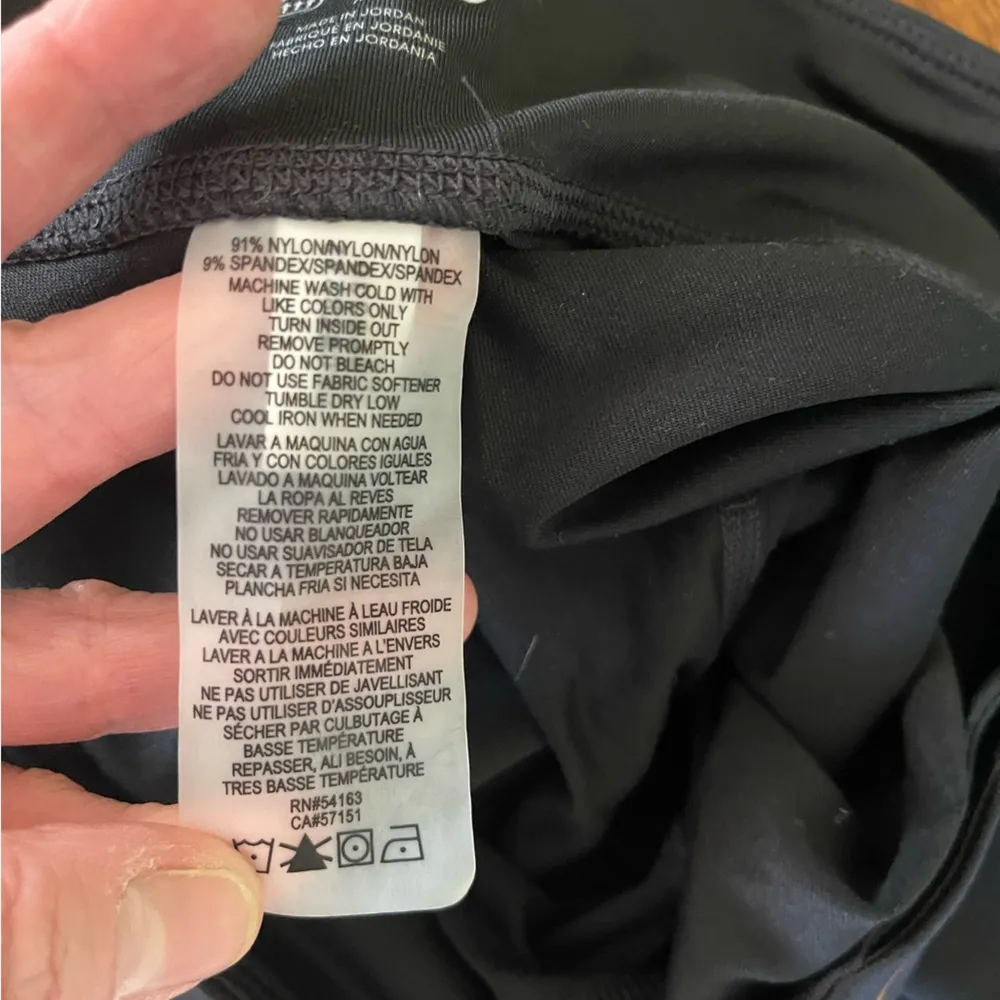 MADE IN JORDAN
FABRIQUE EN JORDANIE
HECHO EN JORDANIA
91% NYLON/NYLON/NYLON
9% SPANDEX/SPANDEX/SPANDEX
MACHINE WASH COLD WITH
LIKE COLORS ONLY
TURN INSIDE OUT
REMOVE PROMPTLY
DO NOT BLEACH
DO NOT USE FABRIC SOFTENER
TUMBLE DRY LOW
COOL IRON WHEN NEEDED
LAVAR A MAQUINA CON AGUA
FRIA Y CON COLORES IGUALES
LAVADO A MAQUINA VOLTEAR
LA ROPA AL REVES
REMOVER RAPIDAMENTE
NO USAR BLANQUEADOR
NO USAR SUAVISADOR DE TELA
SECAR A TEMPERATURA BAJA
PLANCHA FRIA SI NECESITA
LAVER À LA MACHINE À LEAU FROIDE
AVEC COULEURS SIMILAIRES
LAVER A LA MACHINE A L'ENVERS
SORTIR IMMÉDIATEMENT
NE PAS UTILISER DE JAVELLISANT
NE PAS UTILISER D'ASSOUPLISSEUR
SÉCHER PAR CULBUTAGE À
BASSE TEMPÉRATURE
REPASSER, ALI BESOIN, À
TRES BASSE TEMPÉRATURE
RN#54163
CA#57151